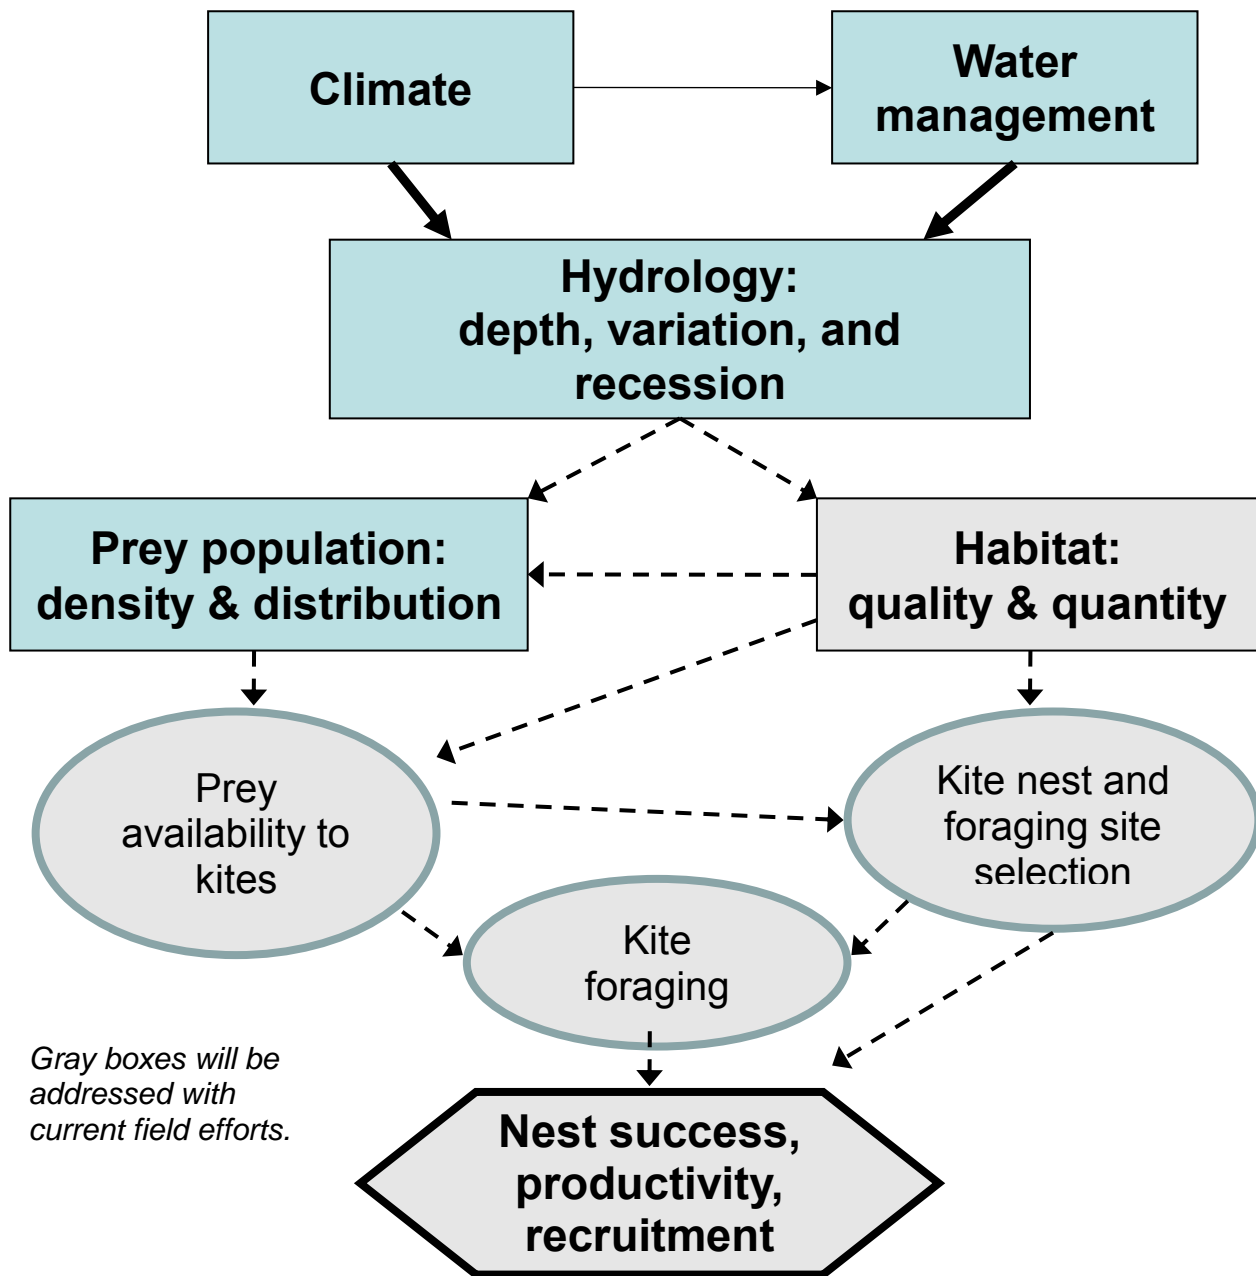 Climate
Water
management
Hydrology:
depth, variation, and
recession
Prey population:
density & distribution
Habitat:
quality & quantity
Prey
availability to
kites
Kite nest and
foraging site
selection
Kite
foraging
Gray boxes will be
addressed with
current field efforts.
Nest success,
productivity,
recruitment